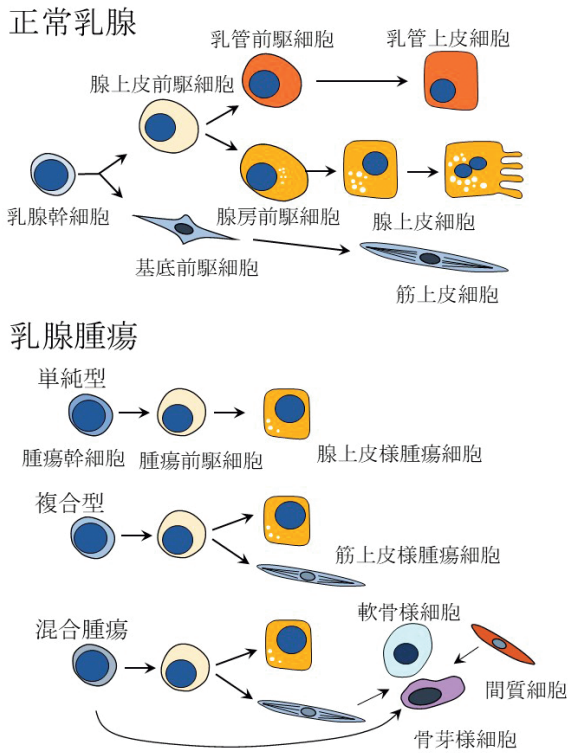 正常乳腺
乳管前駆細胞
乳管上皮細胞
腺上皮前駆細胞
乳腺幹細胞
腺房前駆細胞
腺上皮細胞
基底前駆細胞
筋上皮細胞
乳腺腫瘍
単純型
腫瘍幹細胞
腫瘍前駆細胞
腺上皮様腫瘍細胞
複合型
筋上皮様腫瘍細胞
混合腫瘍
軟骨様細胞
間質細胞
骨芽様細胞